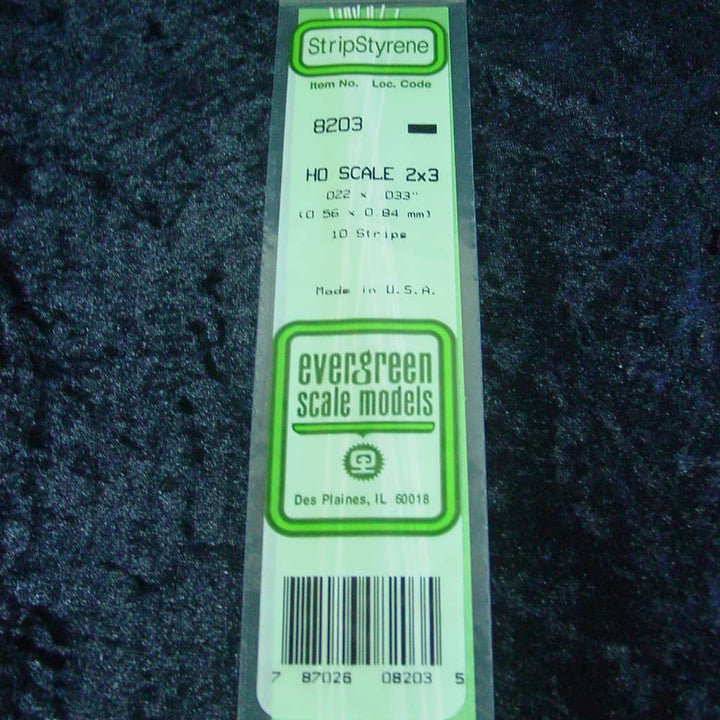 StripStyrene
Item No. Loc. Code
8203
HO SCALE 2x3
.022 x .033"
(0.56 x 0.84 mm)
10 Strips
Made in U.S.A.
evergreen
scale models
Des Plaines, IL 60018
7 87026 08203 5